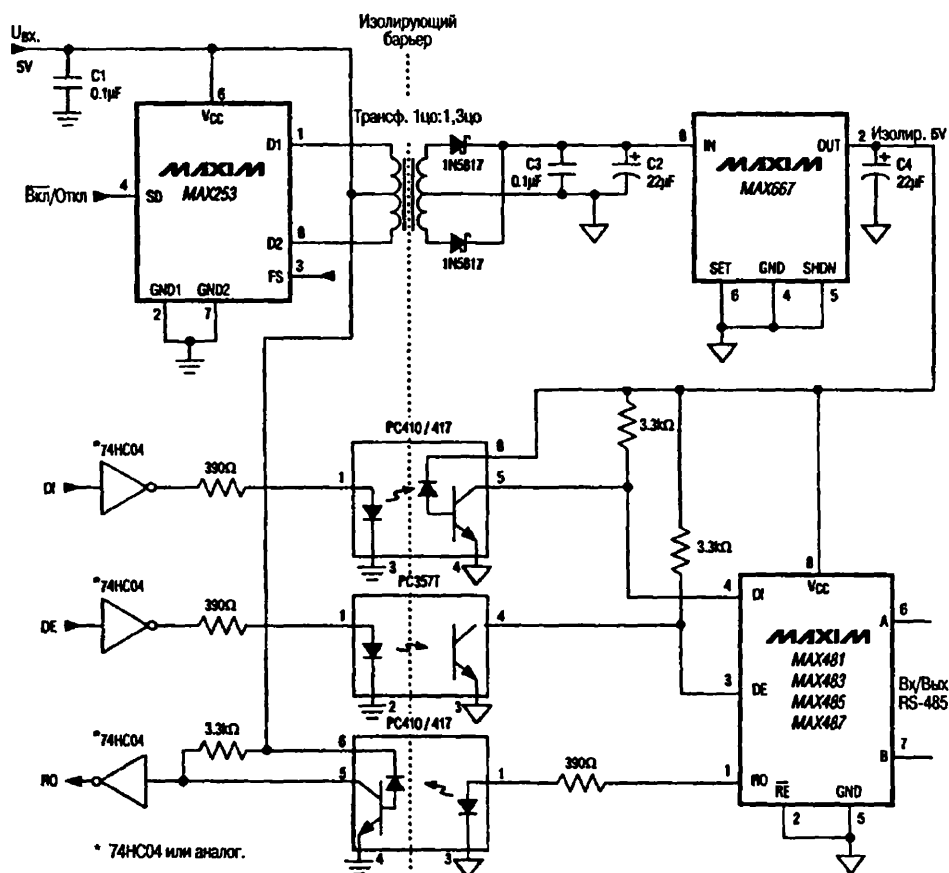 Изолирующий
барьер
Uвх.
5V
C1
0.1µF
6
VCC
MAXIM
MAX253
D1
1
4
Вкл/Откл
SD
D2
8
FS
3
GND1
GND2
2
7
Трансф. 1цо:1,3цо
1N5817
1N5817
C3
0.1µF
C2
22µF
8
IN
OUT
2
Изолир. 5V
MAXIM
MAX667
C4
22µF
SET
GND
SHDN
6
4
5
*74HC04
DI
390Ω
PC410 / 417
1
8
5
3
4
3.3kΩ
3.3kΩ
*74HC04
DE
390Ω
PC357T
1
4
2
3
*74HC04
RO
3.3kΩ
PC410 / 417
6
5
1
4
3
390Ω
8
VCC
4
DI
MAXIM
MAX481
MAX483
MAX485
MAX487
3
DE
A
6
Вх/Вых
RS-485
B
7
1
RO
RE
GND
2
5
* 74HC04 или аналог.